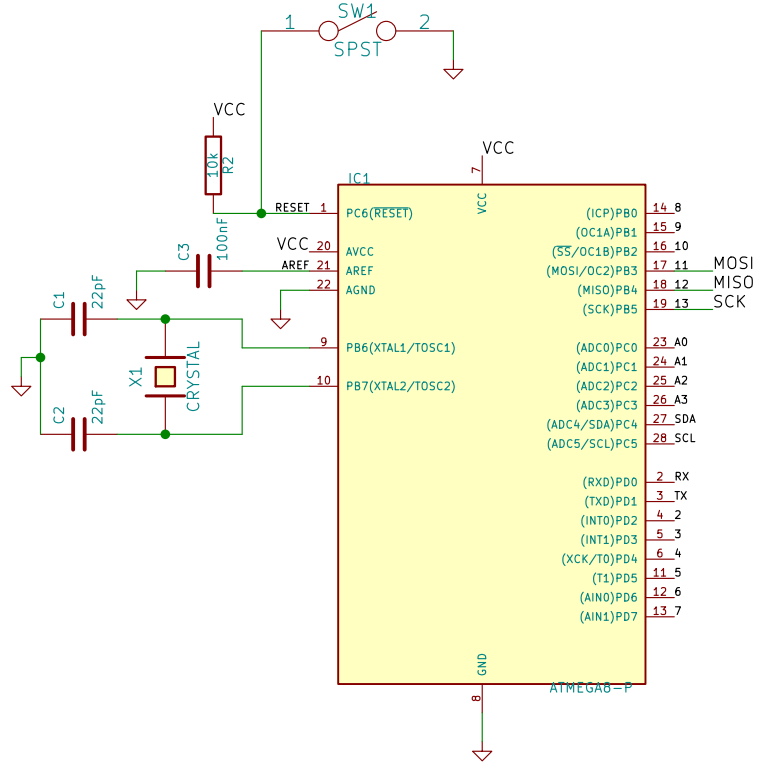 SW1
1 2
SPST
VCC
10k
R2
VCC
7
IC1
VCC
RESET 1 PC6(RESET)
C3
100nF
VCC 20 AVCC
AREF 21 AREF
22 AGND
C1
22pF
9 PB6(XTAL1/TOSC1)
X1
CRYSTAL
10 PB7(XTAL2/TOSC2)
C2
22pF
(ICP)PB0 14 8
(OC1A)PB1 15 9
(SS/OC1B)PB2 16 10
(MOSI/OC2)PB3 17 11 MOSI
(MISO)PB4 18 12 MISO
(SCK)PB5 19 13 SCK
(ADC0)PC0 23 A0
(ADC1)PC1 24 A1
(ADC2)PC2 25 A2
(ADC3)PC3 26 A3
(ADC4/SDA)PC4 27 SDA
(ADC5/SCL)PC5 28 SCL
(RXD)PD0 2 RX
(TXD)PD1 3 TX
(INT0)PD2 4 2
(INT1)PD3 5 3
(XCK/T0)PD4 6 4
(T1)PD5 11 5
(AIN0)PD6 12 6
(AIN1)PD7 13 7
GND
8
ATMEGA8-P